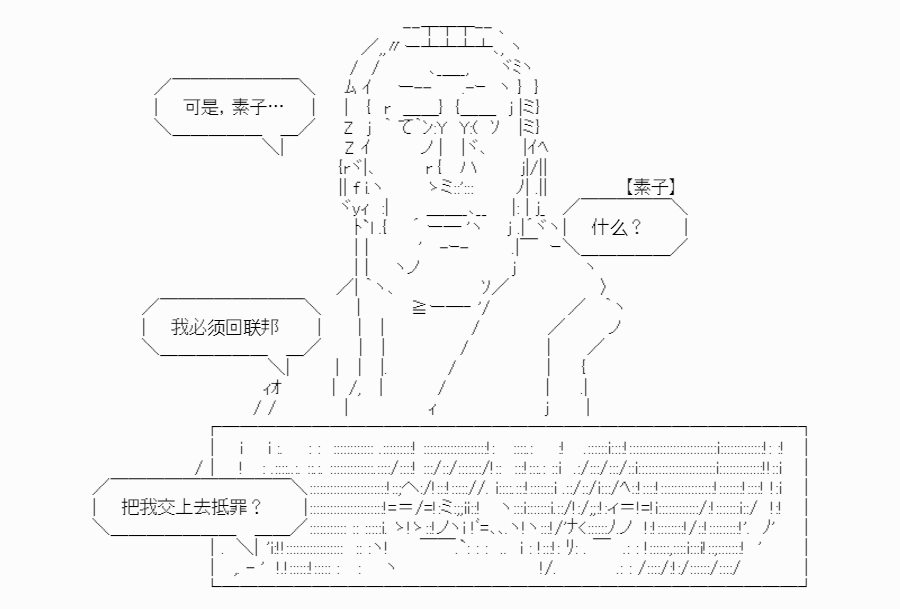 可是，素子…
【素子】
什么？
我必须回联邦
把我交上去抵罪？